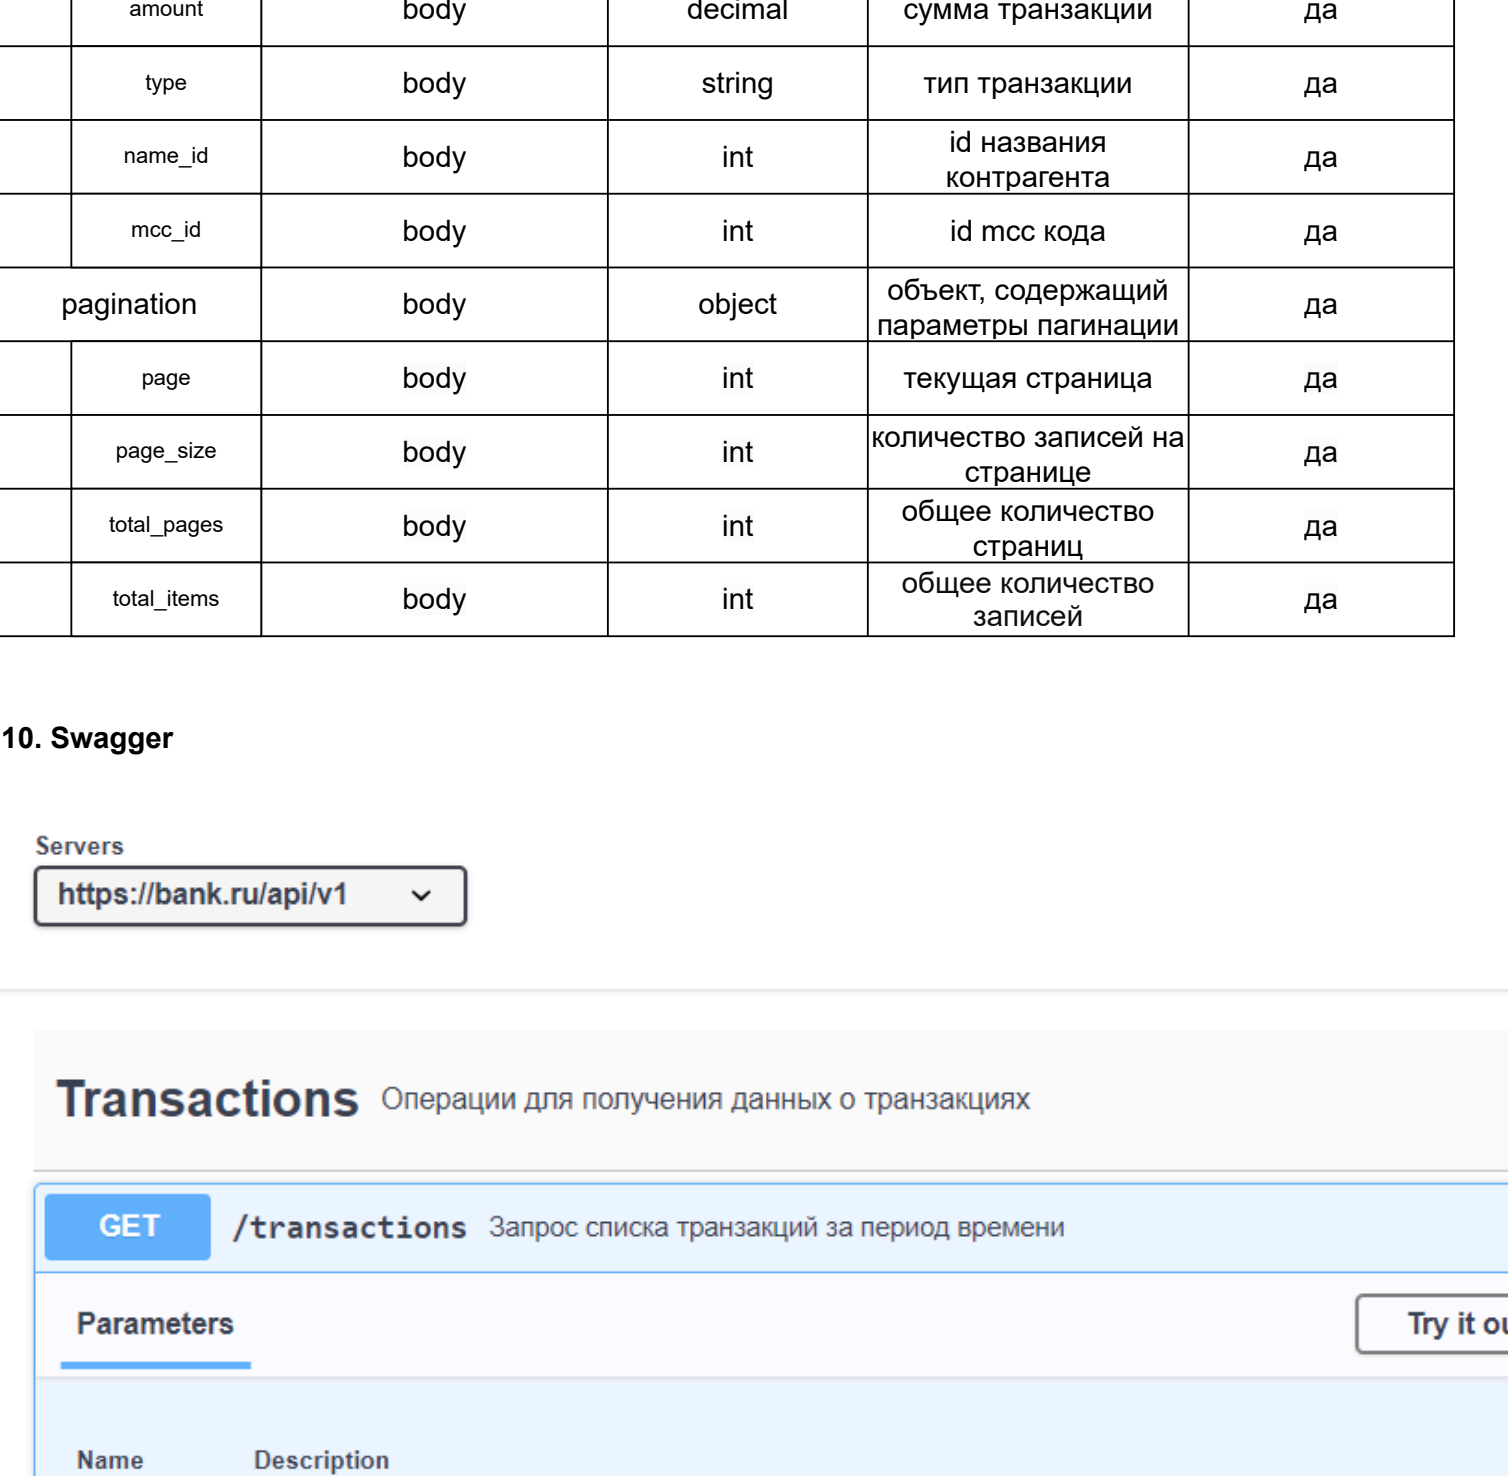 amount body decimal сумма транзакции да
type body string тип транзакции да
name_id body int id названия контрагента да
mcc_id body int id mcc кода да
pagination body object объект, содержащий параметры пагинации да
page body int текущая страница да
page_size body int количество записей на странице да
total_pages body int общее количество страниц да
total_items body int общее количество записей да
10. Swagger
Servers
https://bank.ru/api/v1
Transactions Операции для получения данных о транзакциях
GET /transactions Запрос списка транзакций за период времени
Parameters Try it ou
Name Description